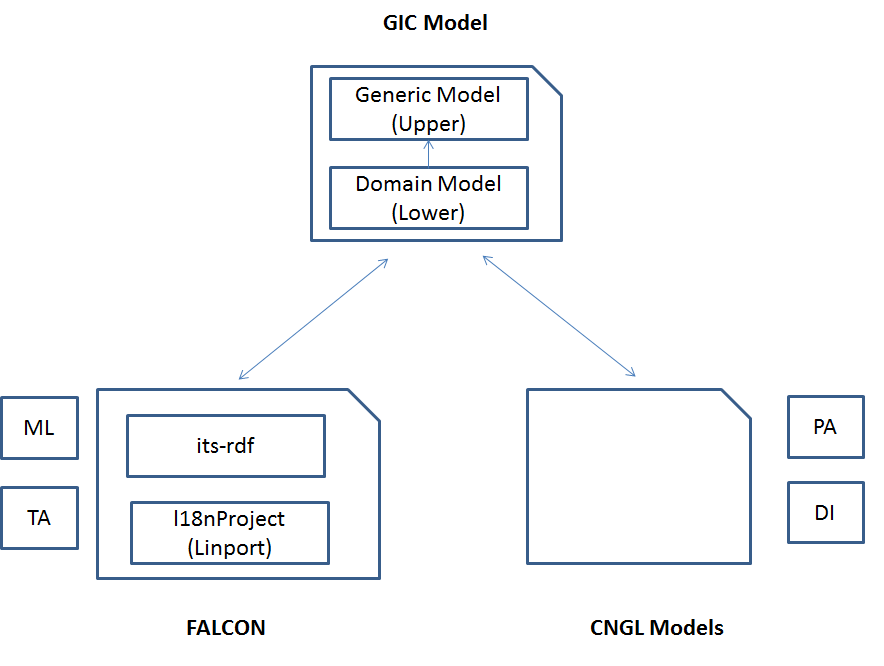 GIC Model
Generic Model
(Upper)
Domain Model
(Lower)
ML
TA
its-rdf
l18nProject
(Linport)
PA
DI
FALCON
CNGL Models